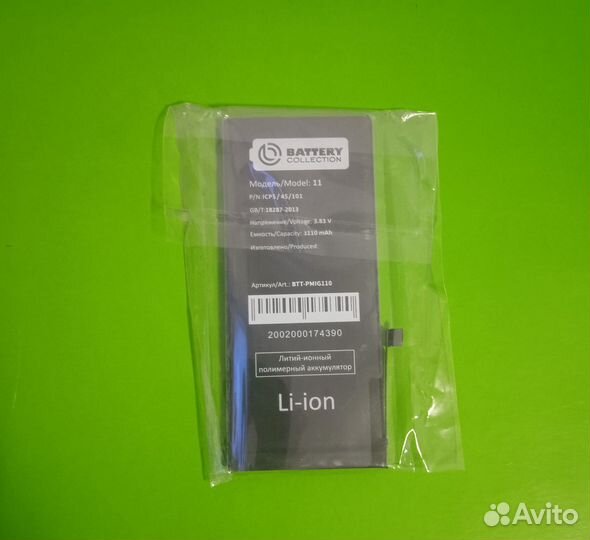 BATTERY
COLLECTION
Модель/Model: 11
P/N:ICP5/ 45/101
GB/T:18287-2013
Напряжение/Voltage: 3.83 V
Емкость/Capacity: 3110 mAh
Изготовлено/Produced:
Артикул/Art.: BTT-PMIG110
2002000174390
Литий-ионный
полимерный аккумулятор
Li-ion
Avito